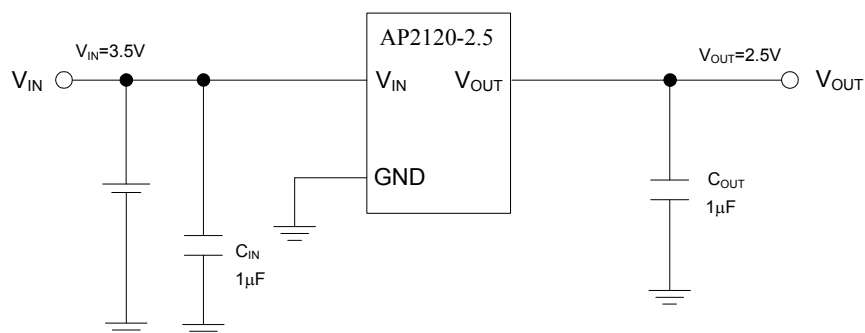 AP2120-2.5
VIN=3.5V
VOUT=2.5V
VIN
VIN
VOUT
VOUT
GND
COUT
1μF
CIN
1μF